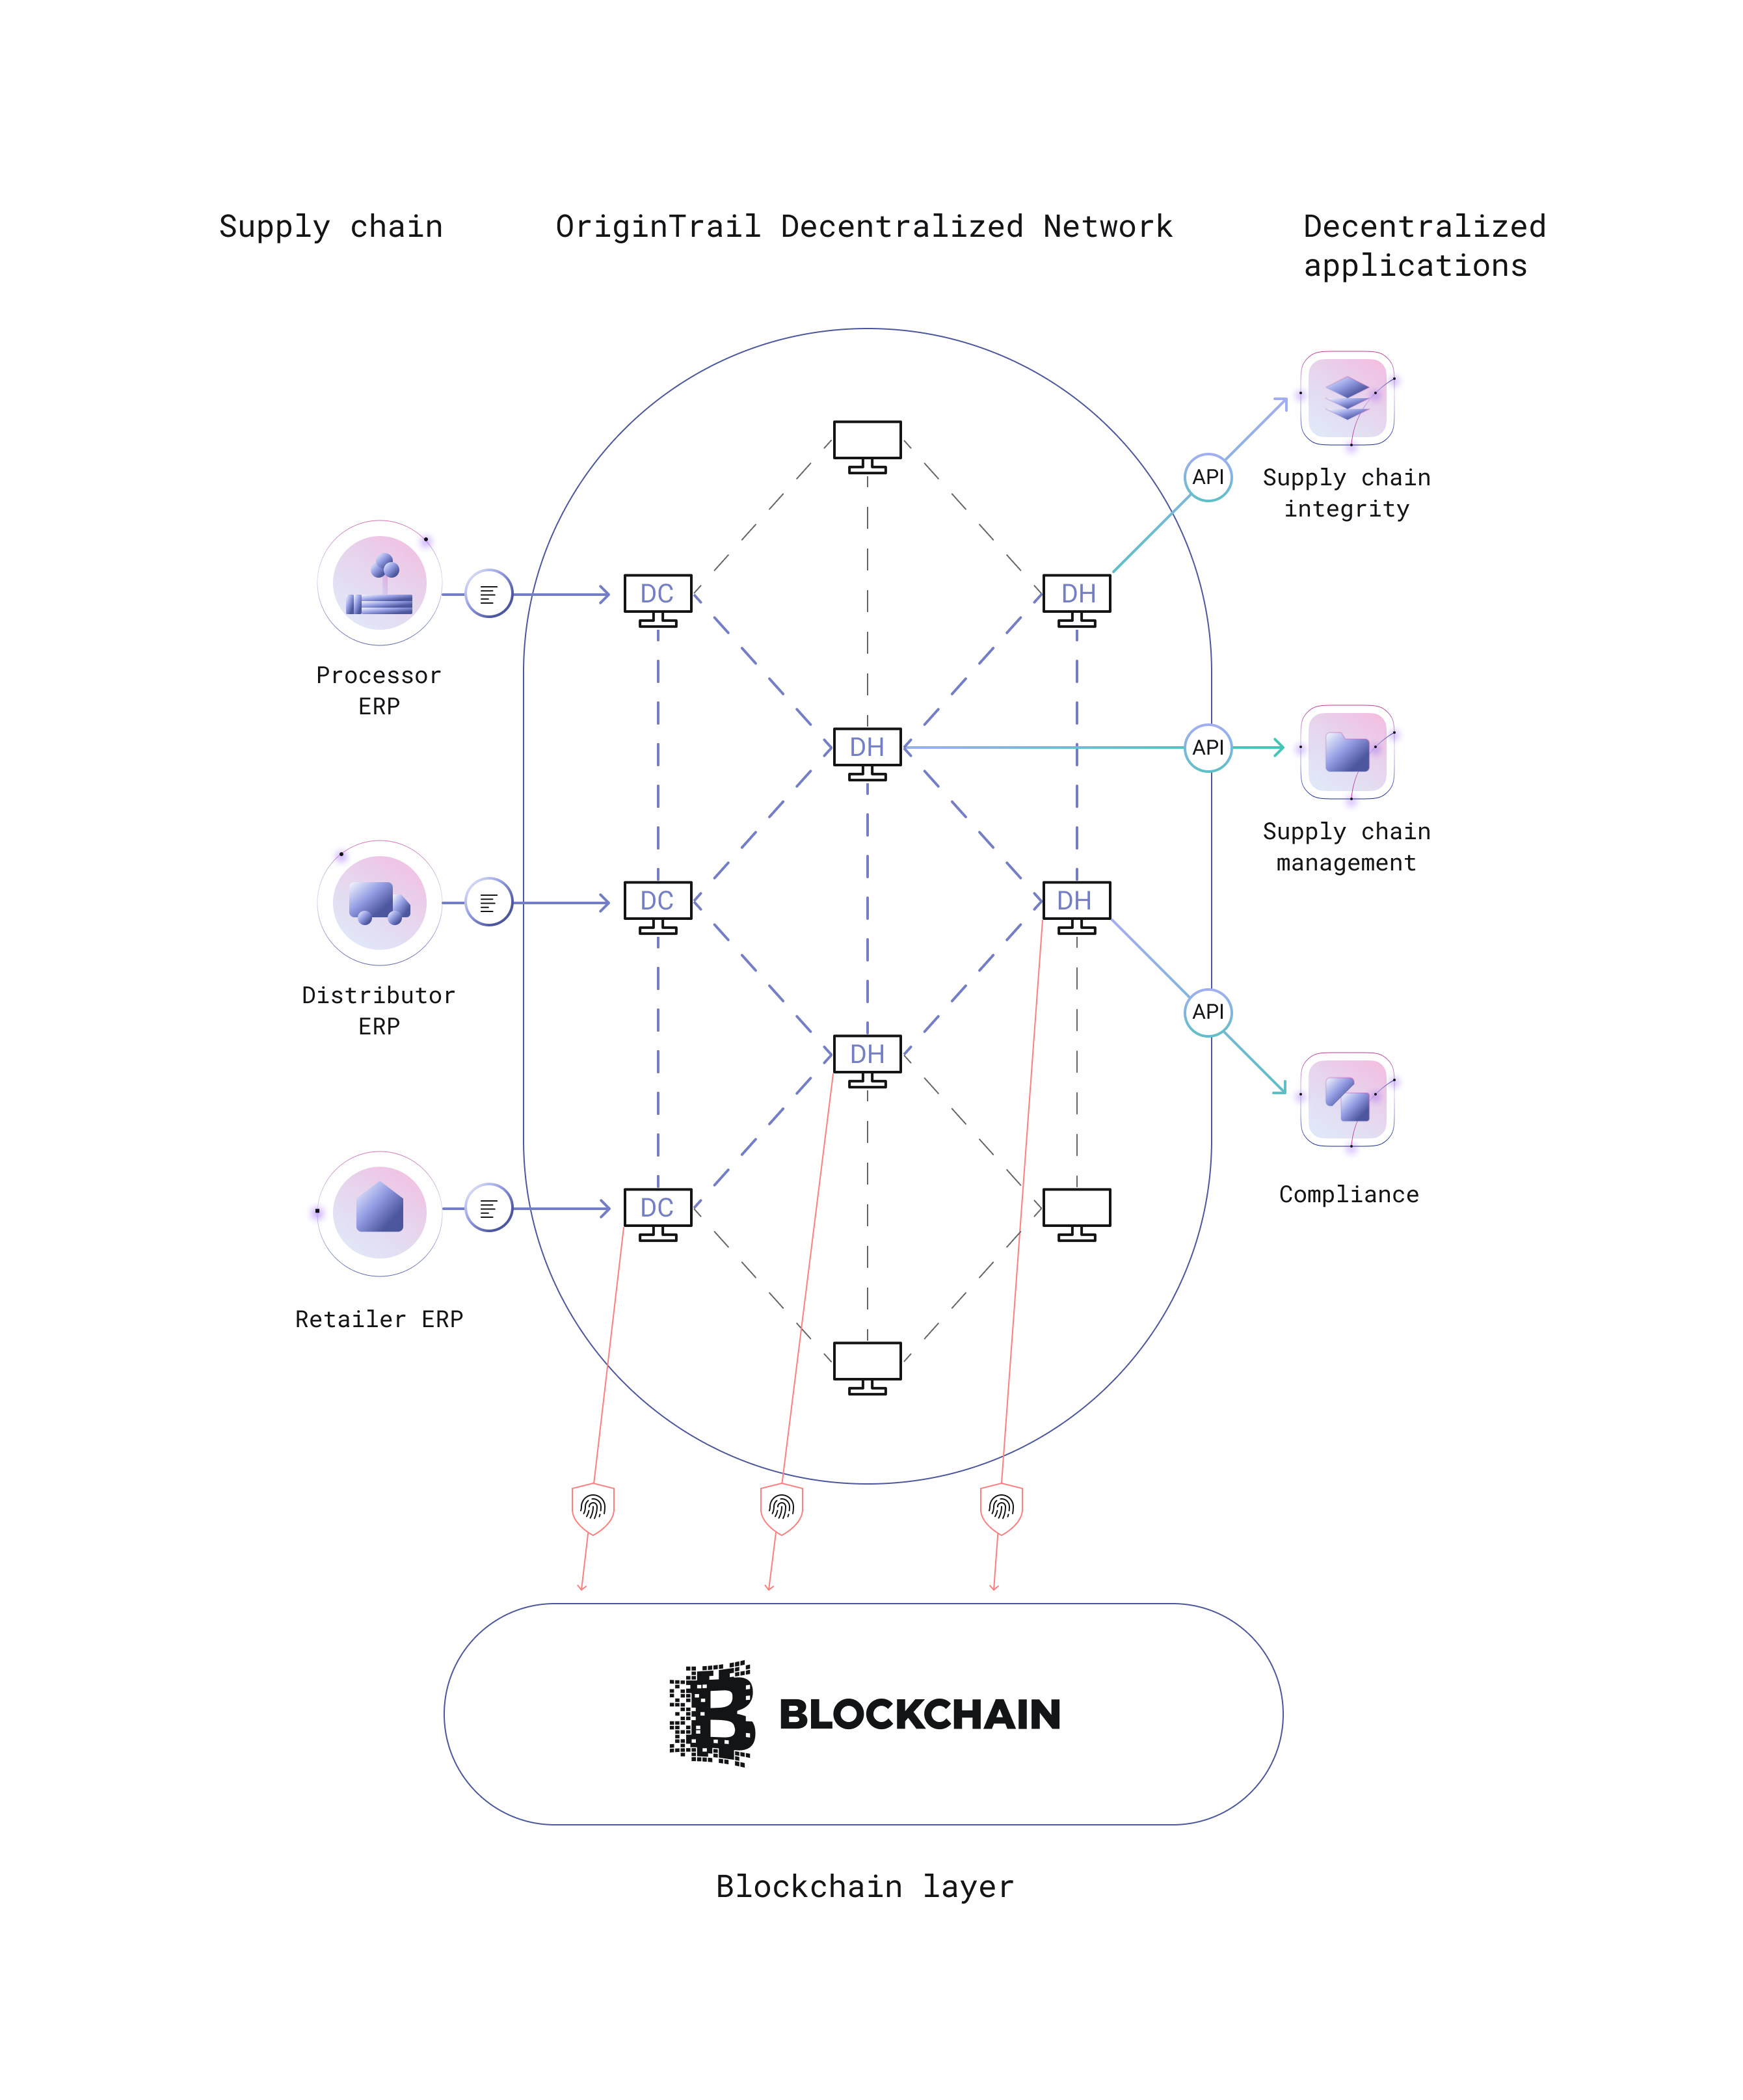 Supply chain
OriginTrail Decentralized Network
Decentralized
applications
Supply chain
integrity
API
DC
DH
Processor
ERP
DH
API
Supply chain
management
DC
DH
Distributor
ERP
API
DH
Compliance
DC
Retailer ERP
BLOCKCHAIN
Blockchain layer